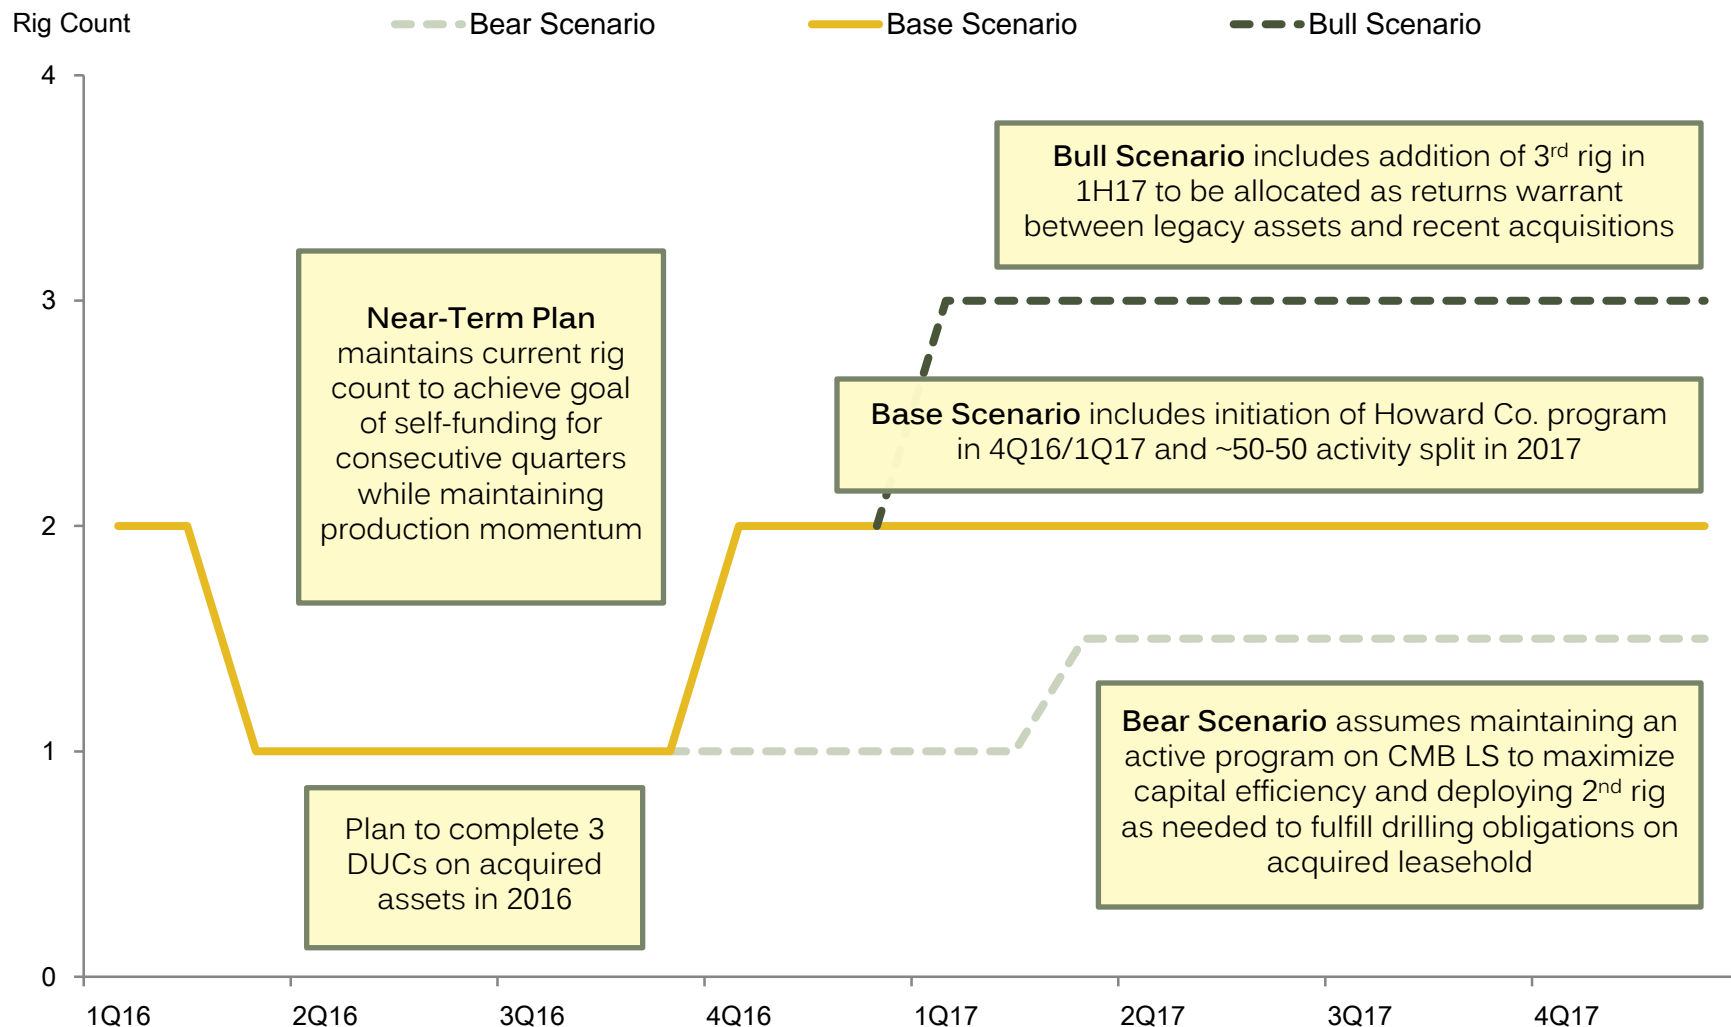 Rig Count
Bear Scenario
Base Scenario
Bull Scenario
4
3
2
1
0
Bull Scenario includes addition of 3rd rig in
1H17 to be allocated as returns warrant
between legacy assets and recent acquisitions
Near-Term Plan
maintains current rig
count to achieve goal
of self-funding for
consecutive quarters
while maintaining
production momentum
Base Scenario includes initiation of Howard Co. program
in 4Q16/1Q17 and ~50-50 activity split in 2017
Bear Scenario assumes maintaining an
active program on CMB LS to maximize
capital efficiency and deploying 2nd rig
as needed to fulfill drilling obligations on
acquired leasehold
Plan to complete 3
DUCs on acquired
assets in 2016
1Q16
2Q16
3Q16
4Q16
1Q17
2Q17
3Q17
4Q17